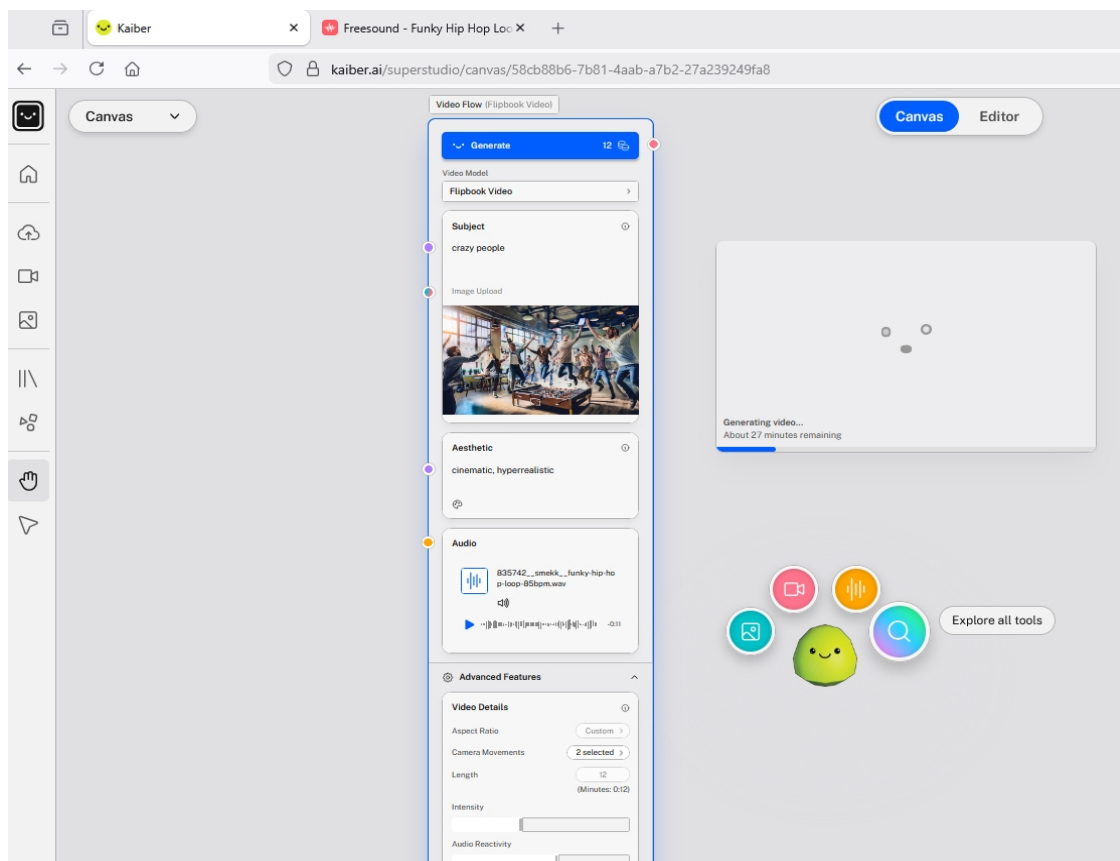 Kaiber
Freesound - Funky Hip Hop Loo
kaiber.ai/superstudio/canvas/58cb88b6-7b81-4aab-a7b2-27a239249fa8
Canvas
Video Flow (Flipbook Video)
Canvas Editor
Generate 12
Video Model
Flipbook Video
Subject
crazy people
Image Upload
Generating video...
About 27 minutes remaining
Aesthetic
cinematic, hyperrealistic
Audio
835742__smekk__funky-hip-ho
p-loop-85bpm.wav
-0:11
Explore all tools
Advanced Features
Video Details
Aspect Ratio Custom
Camera Movements 2 selected
Length 12
(Minutes: 0:12)
Intensity
Audio Reactivity